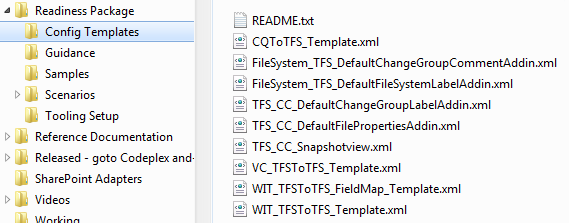 Readiness Package
Config Templates
Guidance
Samples
Scenarios
Tooling Setup
Reference Documentation
Released - goto Codeplex and
SharePoint Adapters
Videos
Working
README.txt
CQToTFS_Template.xml
FileSystem_TFS_DefaultChangeGroupCommentAddin.xml
FileSystem_TFS_DefaultFileSystemLabelAddin.xml
TFS_CC_DefaultChangeGroupLabelAddin.xml
TFS_CC_DefaultFilePropertiesAddin.xml
TFS_CC_Snapshotview.xml
VC_TFSToTFS_Template.xml
WIT_TFSToTFS_FieldMap_Template.xml
WIT_TFSToTFS_Template.xml